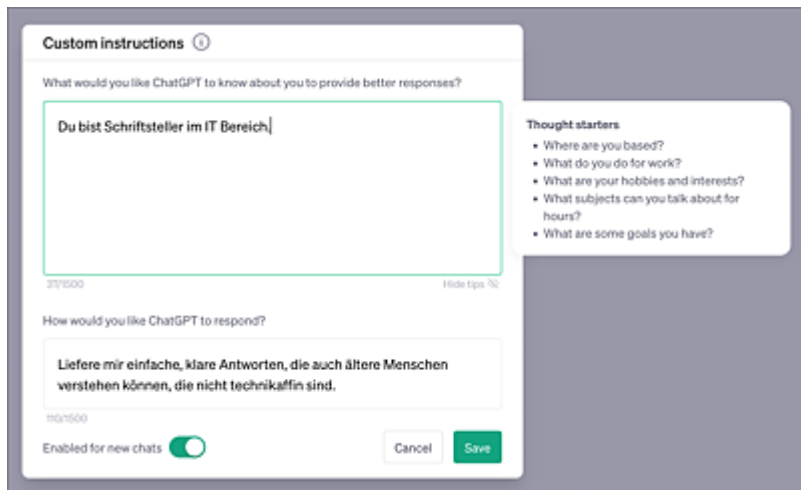 Custom instructions
What would you like ChatGPT to know about you to provide better responses?
Du bist Schriftsteller im IT Bereich.
37/1500
Hide tips
Thought starters
• Where are you based?
• What do you do for work?
• What are your hobbies and interests?
• What subjects can you talk about for
hours?
• What are some goals you have?
How would you like ChatGPT to respond?
Liefere mir einfache, klare Antworten, die auch ältere Menschen
verstehen können, die nicht technikaffin sind.
110/1500
Enabled for new chats
Cancel
Save